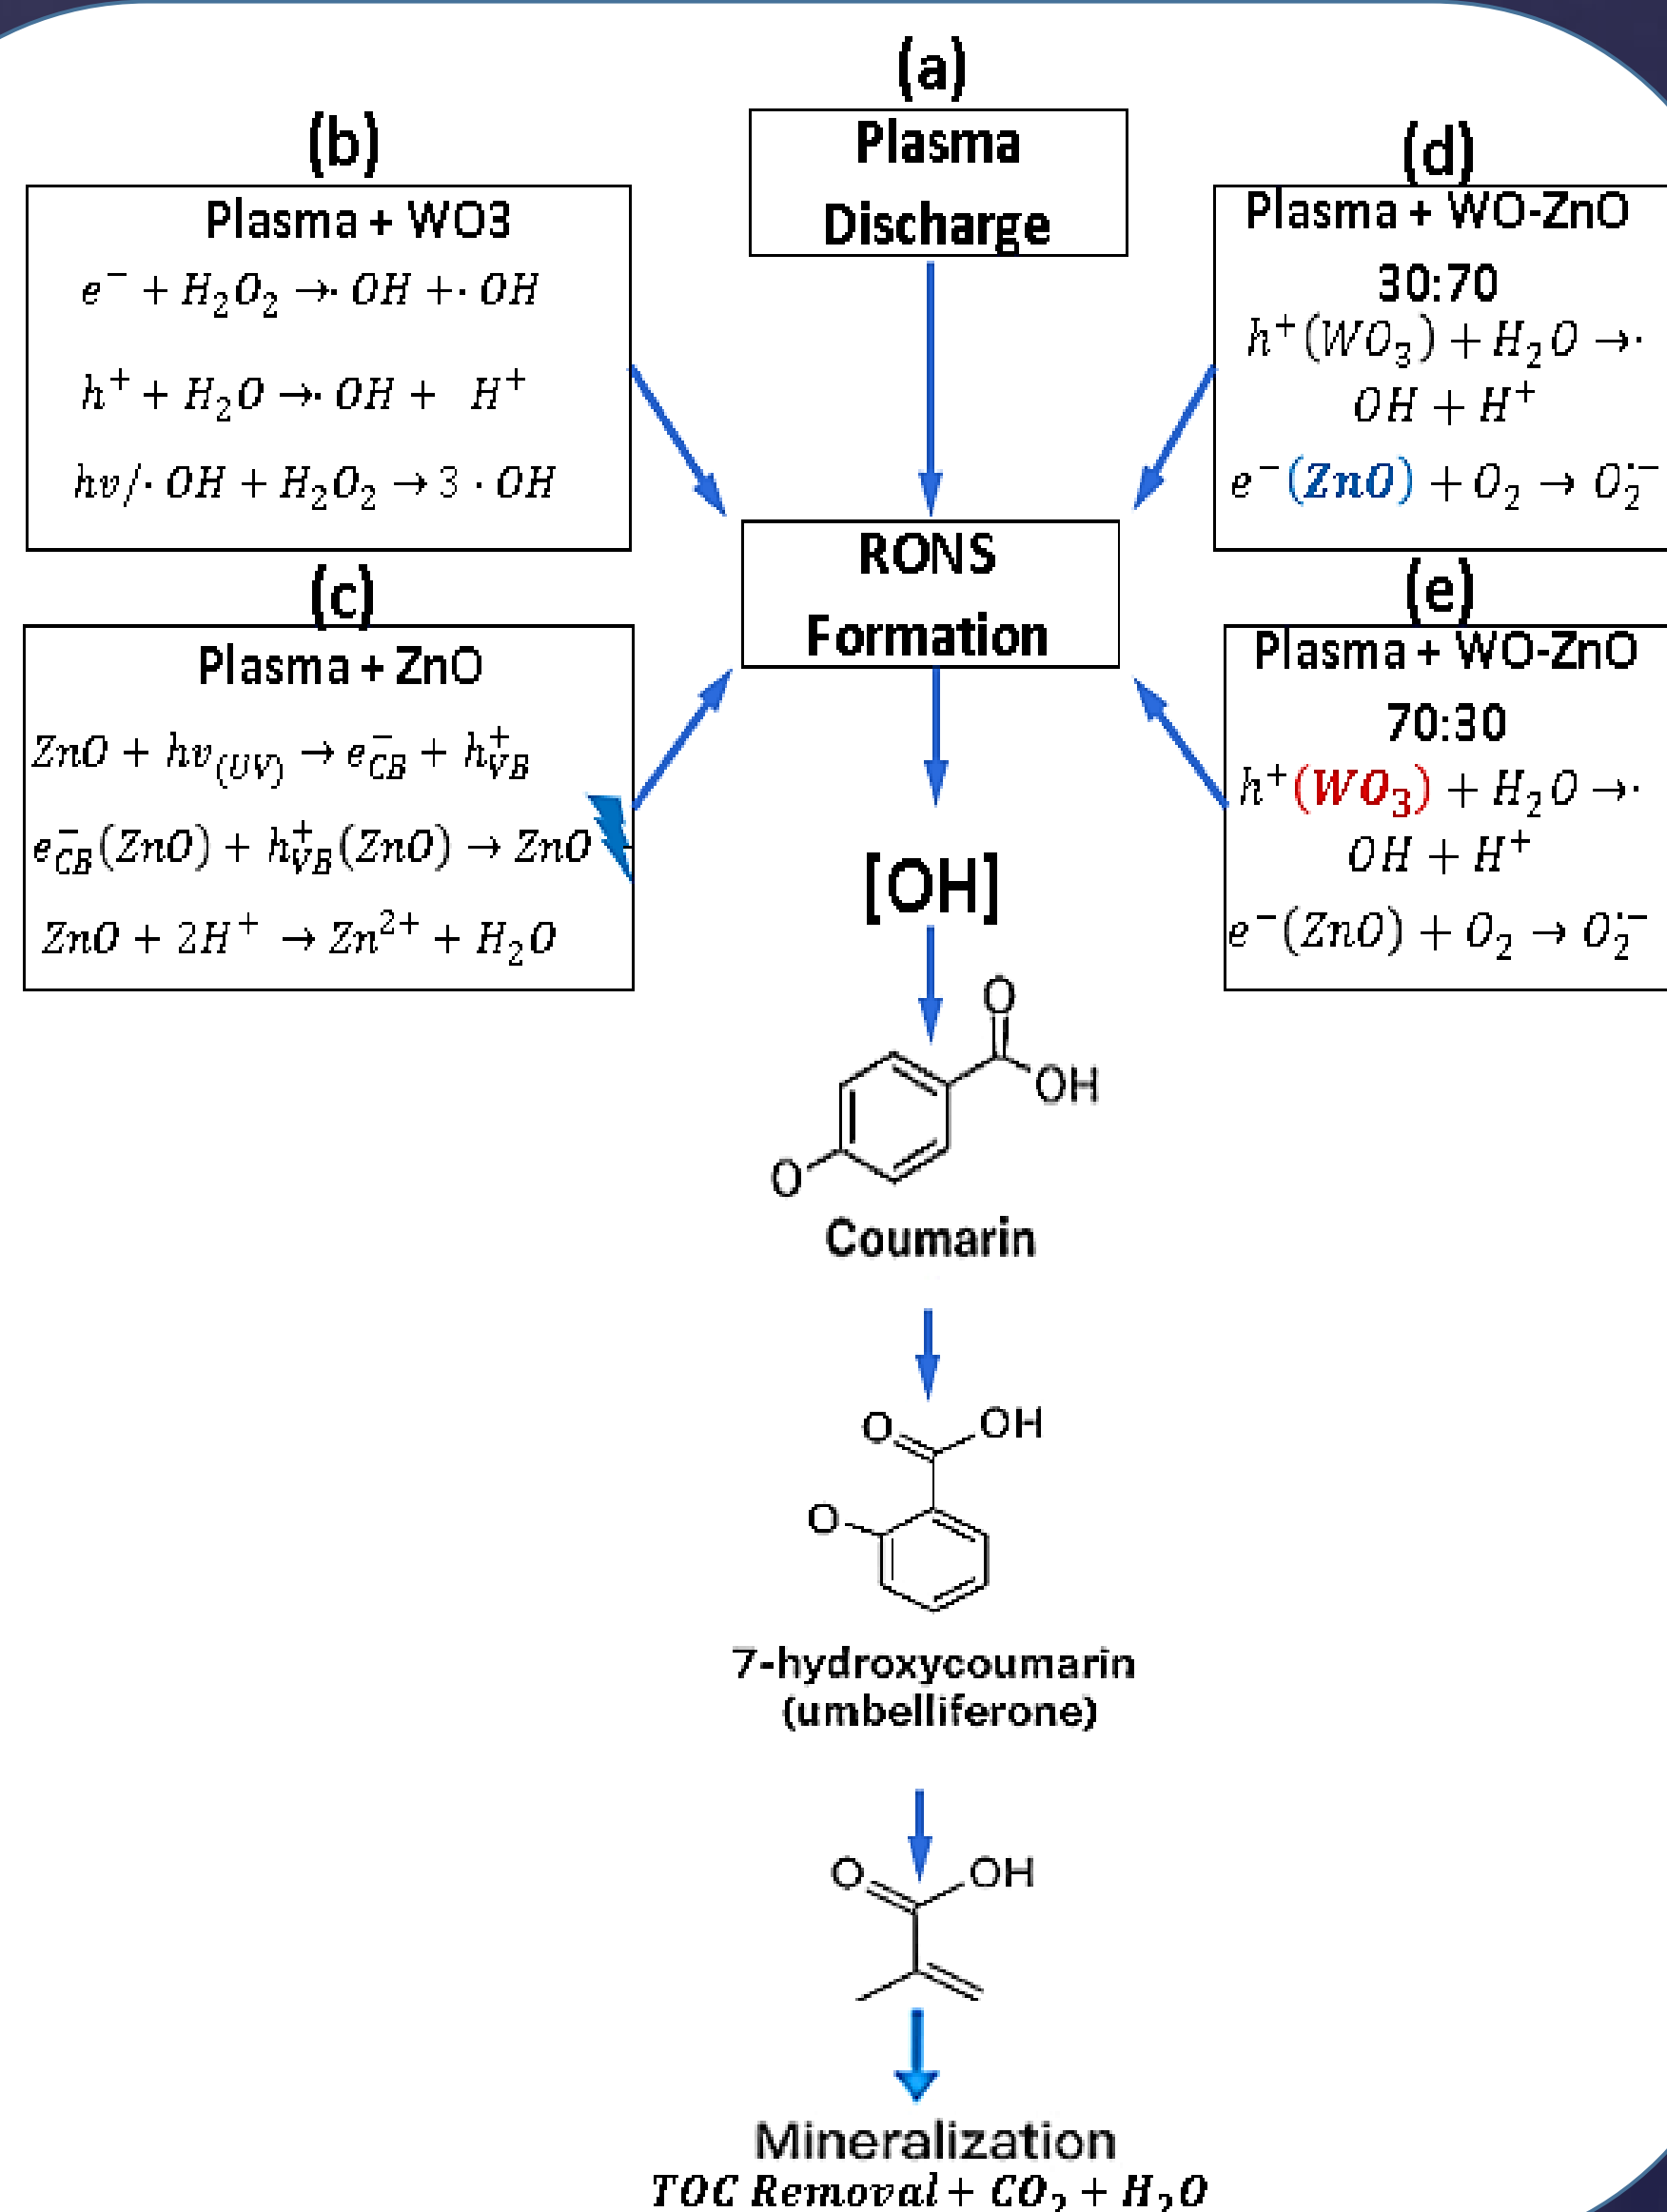 (a)
Plasma
Discharge
(b)
Plasma + WO3
e⁻ + H₂O₂ →· OH +· OH
h⁺ + H₂O →· OH + H⁺
hv/· OH + H₂O₂ → 3 · OH
(c)
Plasma + ZnO
ZnO + hv₍UV₎ → e⁻CB + h⁺VB
e⁻CB(ZnO) + h⁺VB(ZnO) → ZnO
ZnO + 2H⁺ → Zn²⁺ + H₂O
(d)
Plasma + WO-ZnO
30:70
h⁺(WO₃) + H₂O →·
OH + H⁺
e⁻(ZnO) + O₂ → O₂·⁻
(e)
Plasma + WO-ZnO
70:30
h⁺(WO₃) + H₂O →·
OH + H⁺
e⁻(ZnO) + O₂ → O₂·⁻
RONS
Formation
[OH]
O
OH
O
Coumarin
O OH
O
7-hydroxycoumarin
(umbelliferone)
O OH
Mineralization
TOC Removal + CO₂ + H₂O